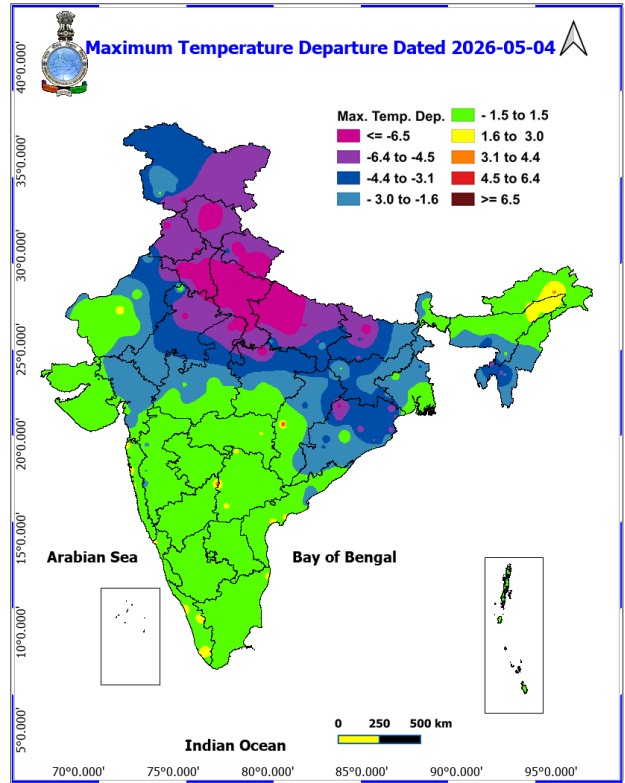 Maximum Temperature Departure Dated 2026-05-04
Max. Temp. Dep.
<= -6.5
-6.4 to -4.5
-4.4 to -3.1
- 3.0 to -1.6
- 1.5 to 1.5
1.6 to 3.0
3.1 to 4.4
4.5 to 6.4
>= 6.5
40°0.000'
35°0.000'
30°0.000'
25°0.000'
20°0.000'
15°0.000'
10°0.000'
5°0.000'
Arabian Sea
Bay of Bengal
Indian Ocean
0 250 500 km
70°0.000' 75°0.000' 80°0.000' 85°0.000' 90°0.000' 95°0.000'